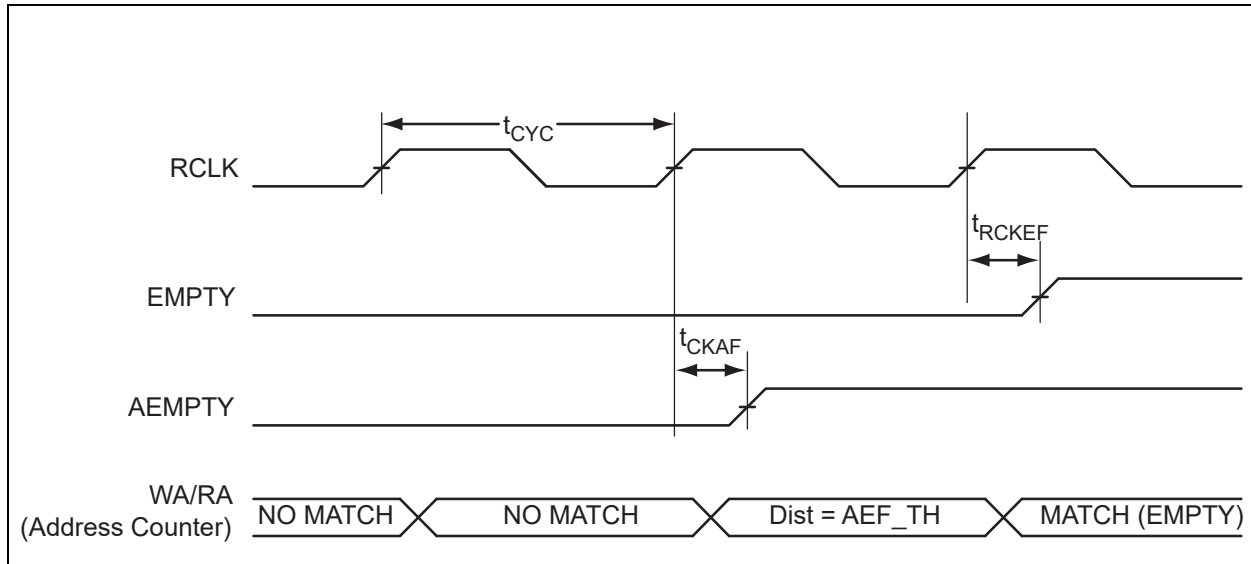 tCYC
RCLK
tRCKEF
EMPTY
tCKAF
AEMPTY
WA/RA
(Address Counter)
NO MATCH
NO MATCH
Dist = AEF_TH
MATCH (EMPTY)